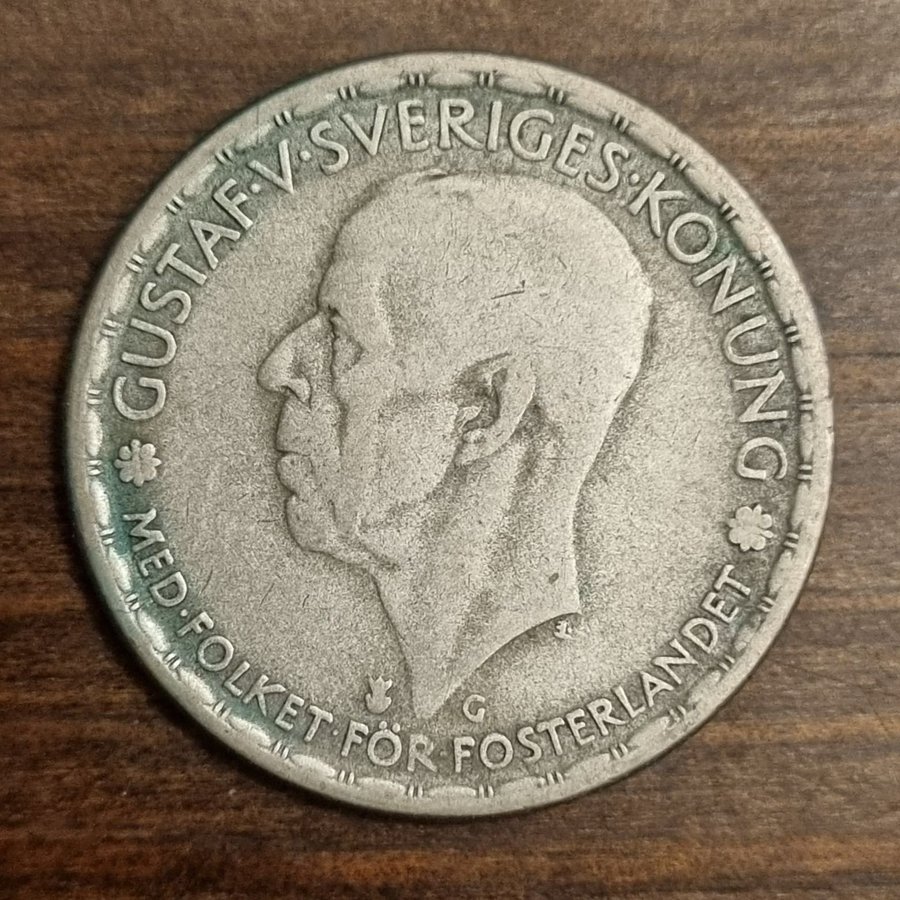 GUSTAF·V·SVERIGES·KONUNG
MED·FOLKET·FÖR·FOSTERLANDET
G